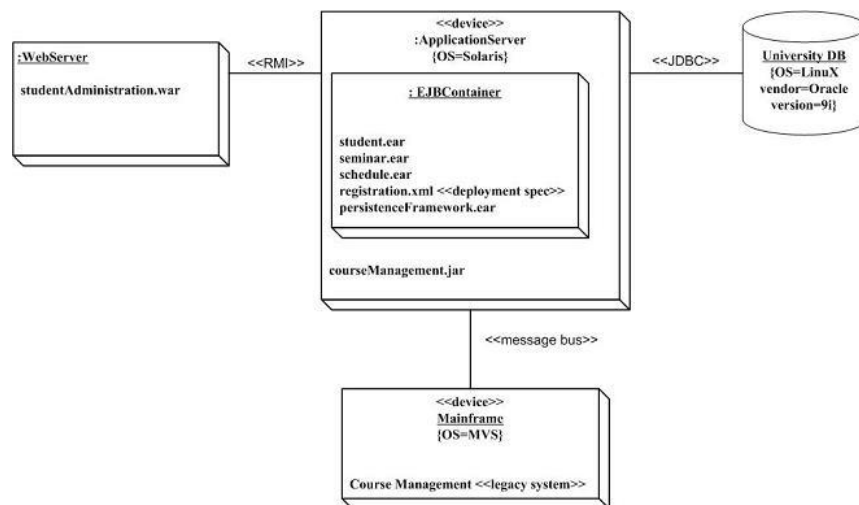 :WebServer
studentAdministration.war
<<RMI>>
<<device>>
:ApplicationServer
{OS=Solaris}
: EJBContainer
student.ear
seminar.ear
schedule.ear
registration.xml <<deployment spec>>
persistenceFramework.ear
courseManagement.jar
<<JDBC>>
University DB
{OS=LinuX
vendor=Oracle
version=9i}
<<message bus>>
<<device>>
Mainframe
{OS=MVS}
Course Management <<legacy system>>